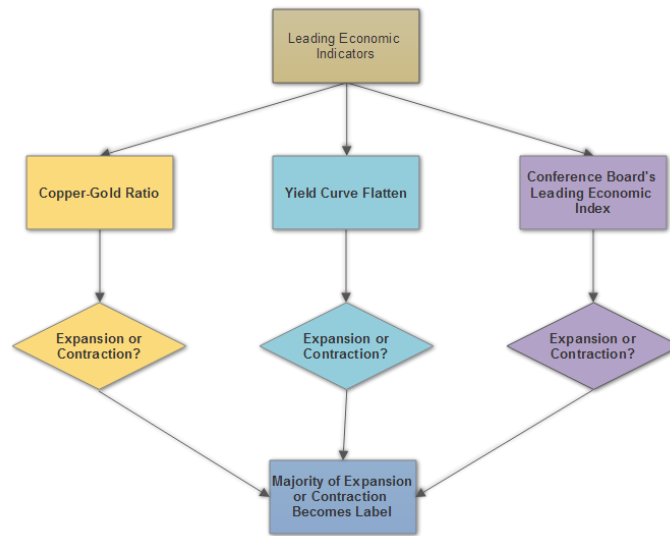 Leading Economic
Indicators
Copper-Gold Ratio
Yield Curve Flatten
Conference Board's
Leading Economic
Index
Expansion or
Contraction?
Expansion or
Contraction?
Expansion or
Contraction?
Majority of Expansion
or Contraction
Becomes Label